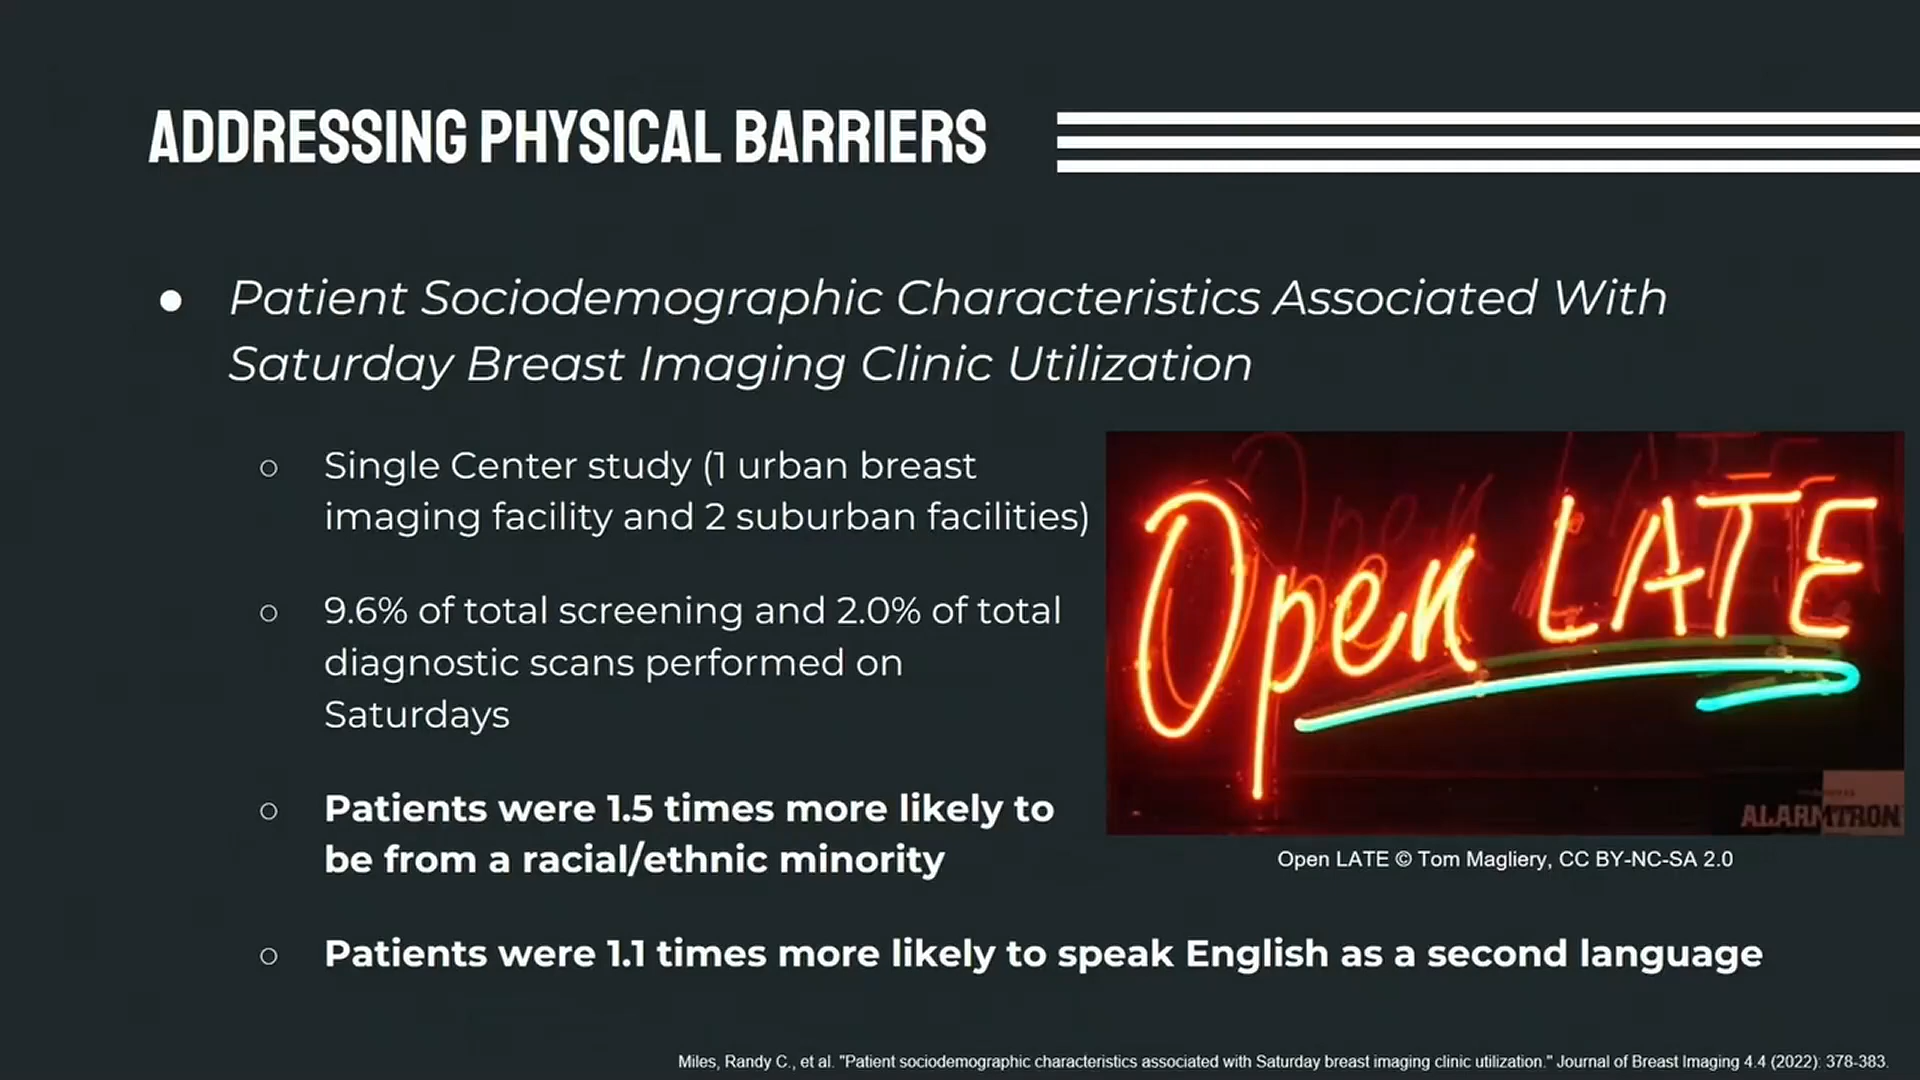 ADDRESSING PHYSICAL BARRIERS
● Patient Sociodemographic Characteristics Associated With
Saturday Breast Imaging Clinic Utilization
○ Single Center study (1 urban breast
imaging facility and 2 suburban facilities)
○ 9.6% of total screening and 2.0% of total
diagnostic scans performed on
Saturdays
○ Patients were 1.5 times more likely to
be from a racial/ethnic minority
○ Patients were 1.1 times more likely to speak English as a second language
Open LATE
ALARMTRON
Open LATE © Tom Magliery, CC BY-NC-SA 2.0
Miles, Randy C., et al. "Patient sociodemographic characteristics associated with Saturday breast imaging clinic utilization." Journal of Breast Imaging 4.4 (2022): 378-383.